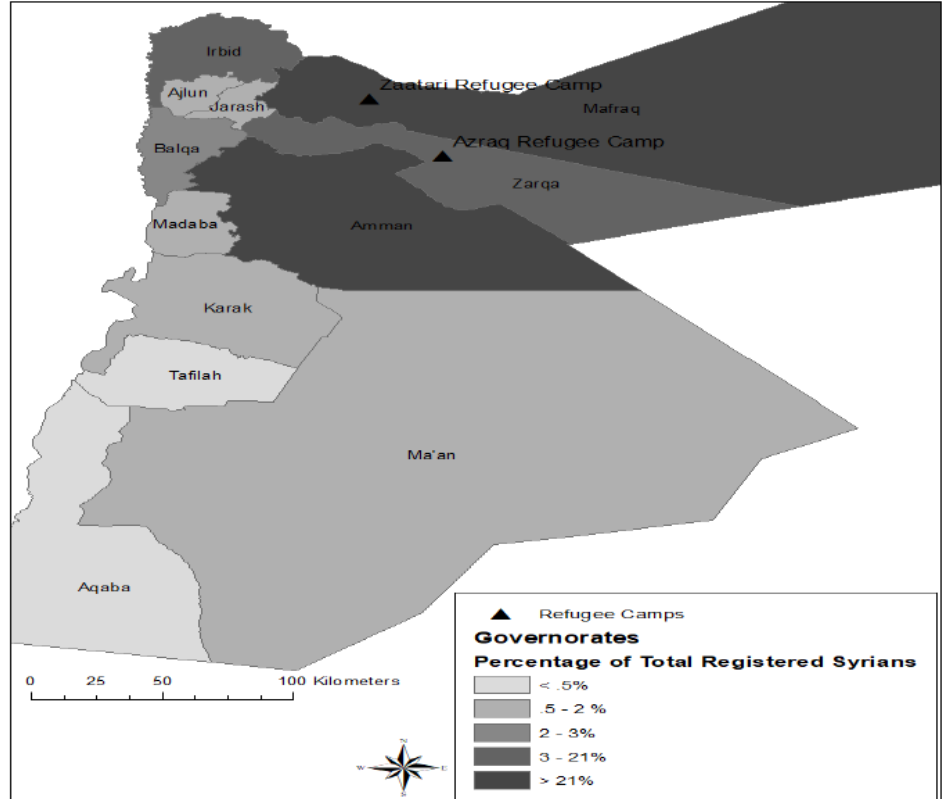 Irbid
Zaatari Refugee Camp
Ajlun
Jarash
Mafraq
Balqa
Azraq Refugee Camp
Zarqa
Madaba
Amman
Karak
Tafilah
Ma'an
Aqaba
Refugee Camps
Governorates
Percentage of Total Registered Syrians
< .5%
.5 - 2 %
2 - 3%
3 - 21%
> 21%
0 25 50 100 Kilometers
N
W E
S